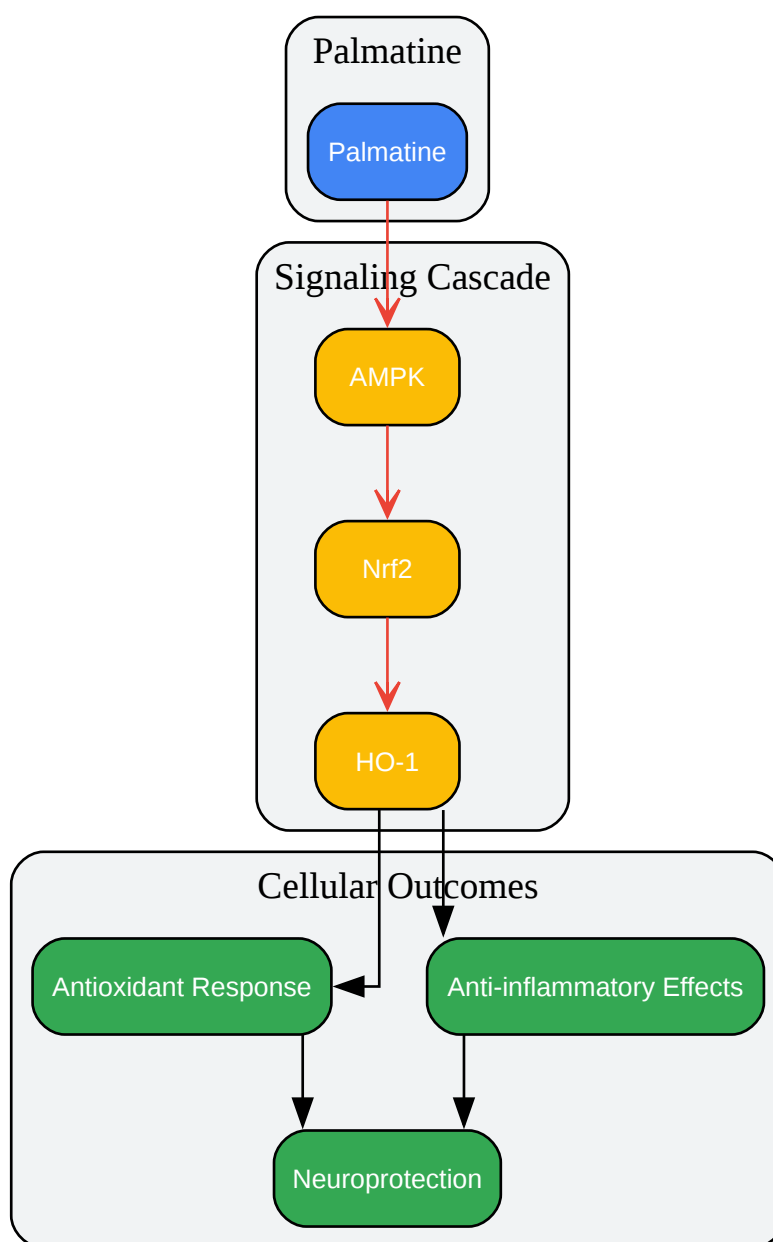 Palmatine
Palmatine
Signaling Cascade
AMPK
Nrf2
HO-1
Cellular Outcomes
Antioxidant Response
Anti-inflammatory Effects
Neuroprotection